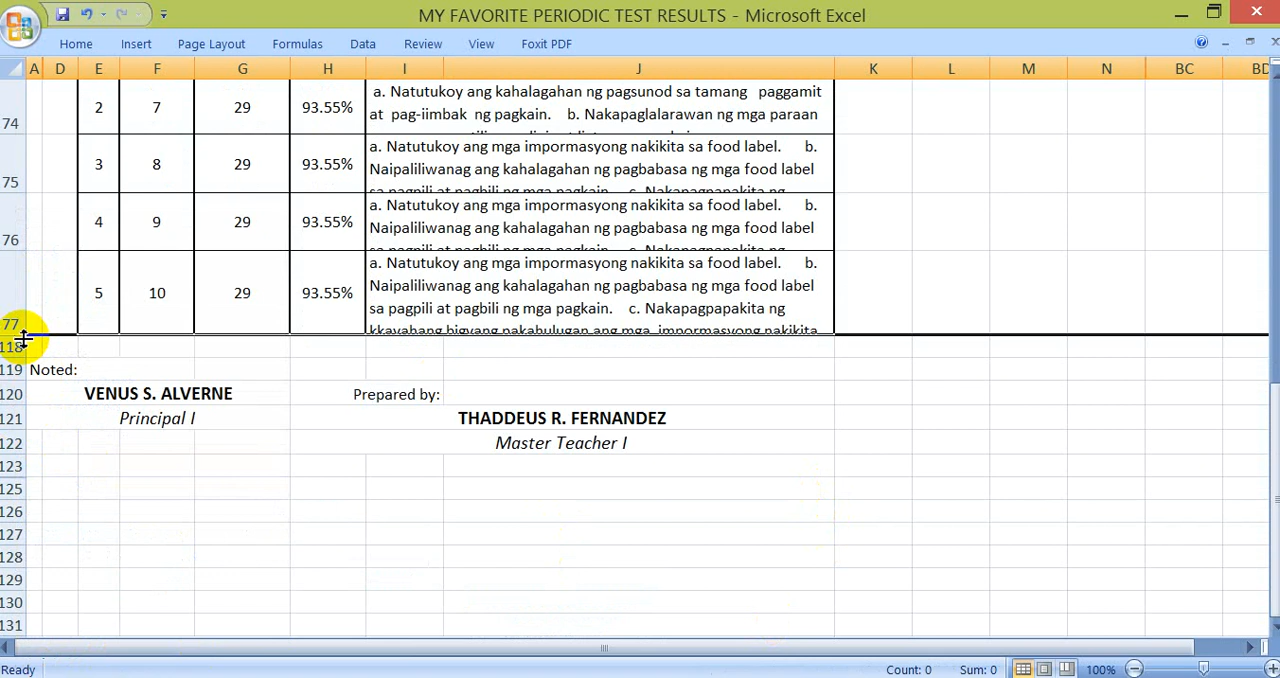 MY FAVORITE PERIODIC TEST RESULTS - Microsoft Excel
Home Insert Page Layout Formulas Data Review View Foxit PDF
A D E F G H I J K L M N BC BD
74 2 7 29 93.55% a. Natutukoy ang kahalagahan ng pagsunod sa tamang paggamit
at pag-iimbak ng pagkain. b. Nakapaglalarawan ng mga paraan
75 3 8 29 93.55% a. Natutukoy ang mga impormasyong nakikita sa food label. b.
Naipaliliwanag ang kahalagahan ng pagbabasa ng mga food label
sa pagpili at pagbili ng mga pagkain. c. Nakapagpapakita ng
76 4 9 29 93.55% a. Natutukoy ang mga impormasyong nakikita sa food label. b.
Naipaliliwanag ang kahalagahan ng pagbabasa ng mga food label
sa pagpili at pagbili ng mga pagkain. c. Nakapagpapakita ng
77 5 10 29 93.55% a. Natutukoy ang mga impormasyong nakikita sa food label. b.
Naipaliliwanag ang kahalagahan ng pagbabasa ng mga food label
sa pagpili at pagbili ng mga pagkain. c. Nakapagpapakita ng
kkayahang bigyang pakahulugan ang mga impormasyong nakikita
118
119 Noted:
120 VENUS S. ALVERNE Prepared by:
121 Principal I THADDEUS R. FERNANDEZ
122 Master Teacher I
123
125
126
127
128
129
130
131
Ready Count: 0 Sum: 0 100%